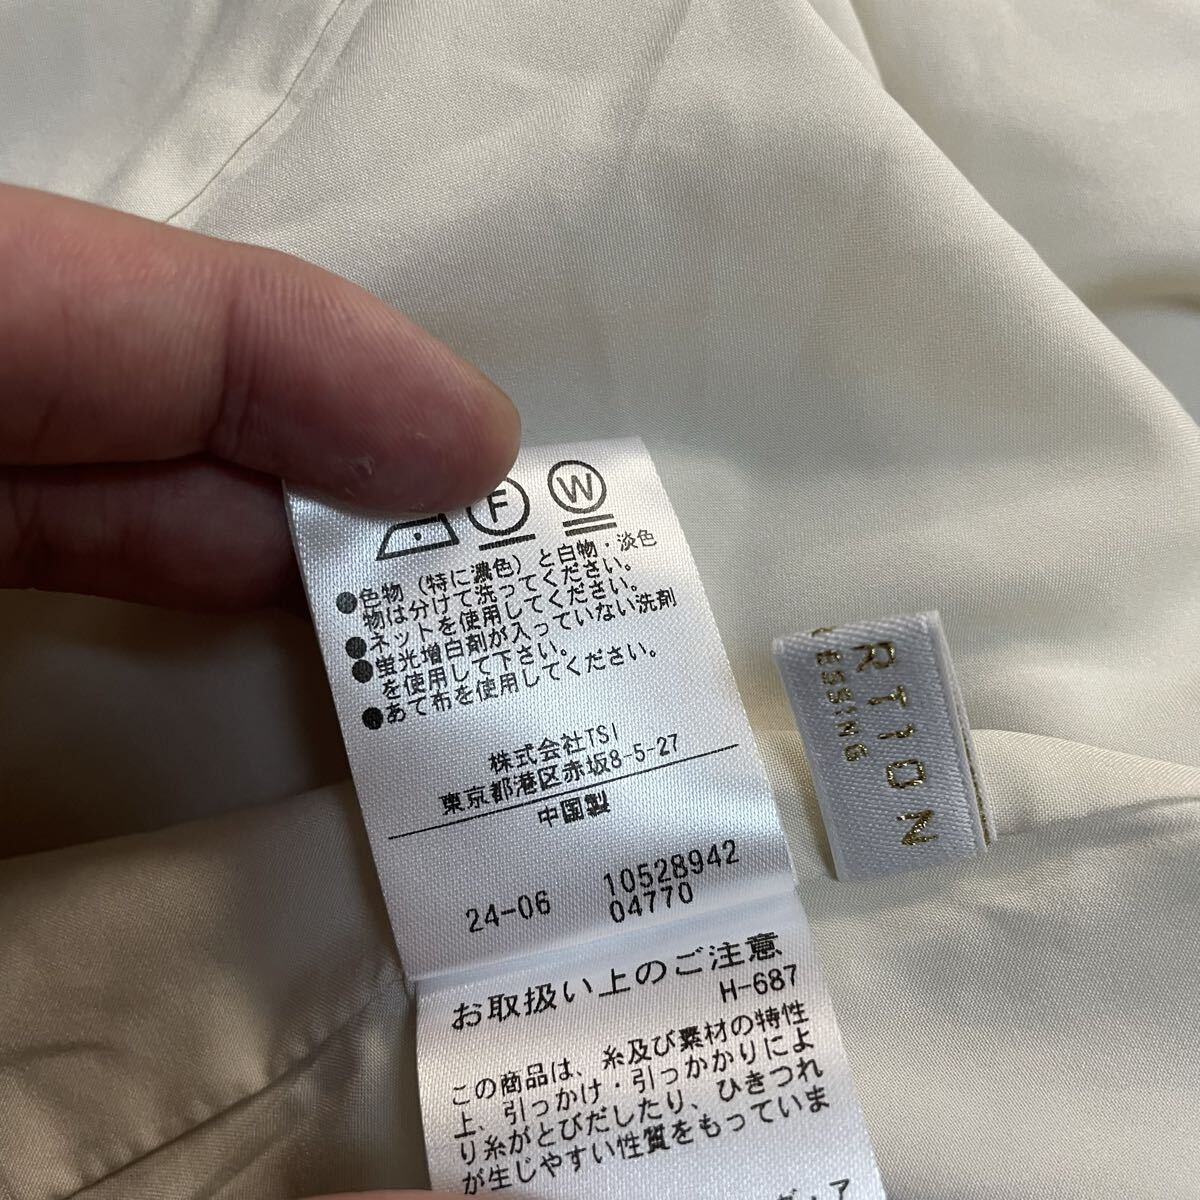 F W
●色物（特に濃色）と白物・淡色
物は分けて洗ってください。
●ネットを使用してください。
●蛍光増白剤が入っていない洗剤
を使用して下さい。
●あて布を使用してください。
株式会社TSI
東京都港区赤坂8-5-27
中国製
24-06 10528942
04770
お取扱い上のご注意
H-687
この商品は、糸及び素材の特性
上、引っかけ・引っかかりによ
り糸がとびだしたり、ひきつれ
が生じやすい性質をもっていま
RTION
ESSING